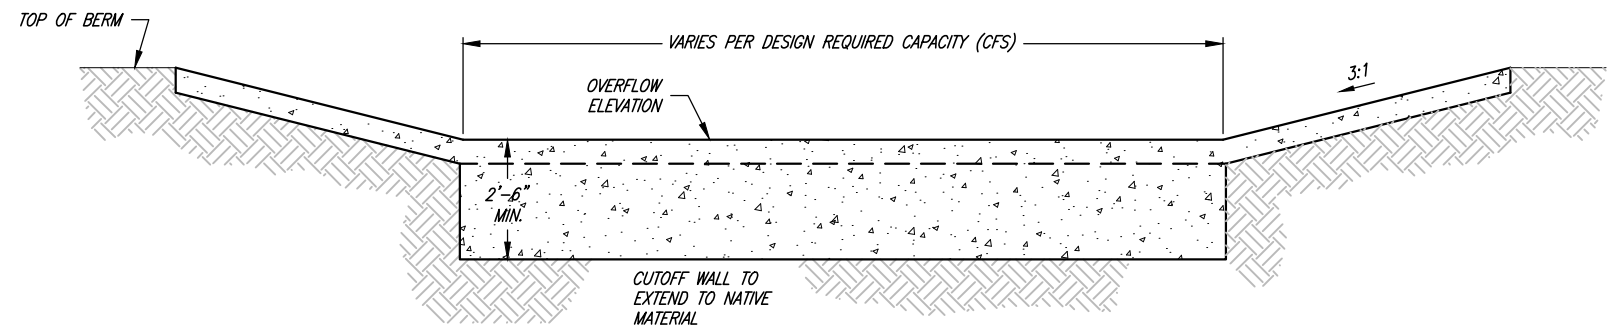 TOP OF BERM
VARIES PER DESIGN REQUIRED CAPACITY (CFS)
3:1
OVERFLOW
ELEVATION
2'-6"
MIN.
CUTOFF WALL TO
EXTEND TO NATIVE
MATERIAL